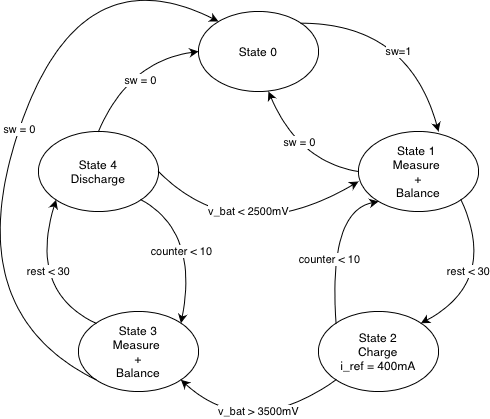 State 0
sw=1
sw = 0
sw = 0
sw = 0
State 4
Discharge
State 1
Measure
+
Balance
v_bat < 2500mV
counter < 10
counter < 10
rest < 30
rest < 30
State 3
Measure
+
Balance
State 2
Charge
i_ref = 400mA
v_bat > 3500mV